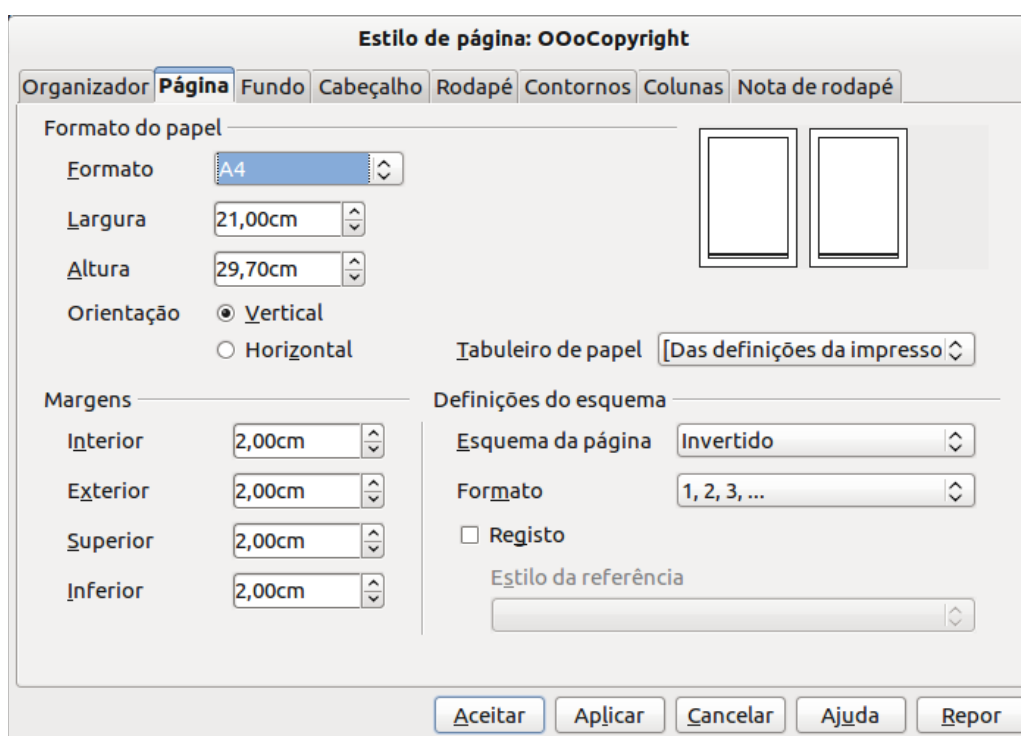 Estilo de página: OOoCopyright
Organizador Página Fundo Cabeçalho Rodapé Contornos Colunas Nota de rodapé
Formato do papel
Formato A4
Largura 21,00cm
Altura 29,70cm
Orientação Vertical
Horizontal Tabuleiro de papel [Das definições da impresso
Margens Definições do esquema
Interior 2,00cm Esquema da página Invertido
Exterior 2,00cm Formato 1, 2, 3, ...
Superior 2,00cm Registo
Estilo da referência
Inferior 2,00cm
Aceitar Aplicar Cancelar Ajuda Repor